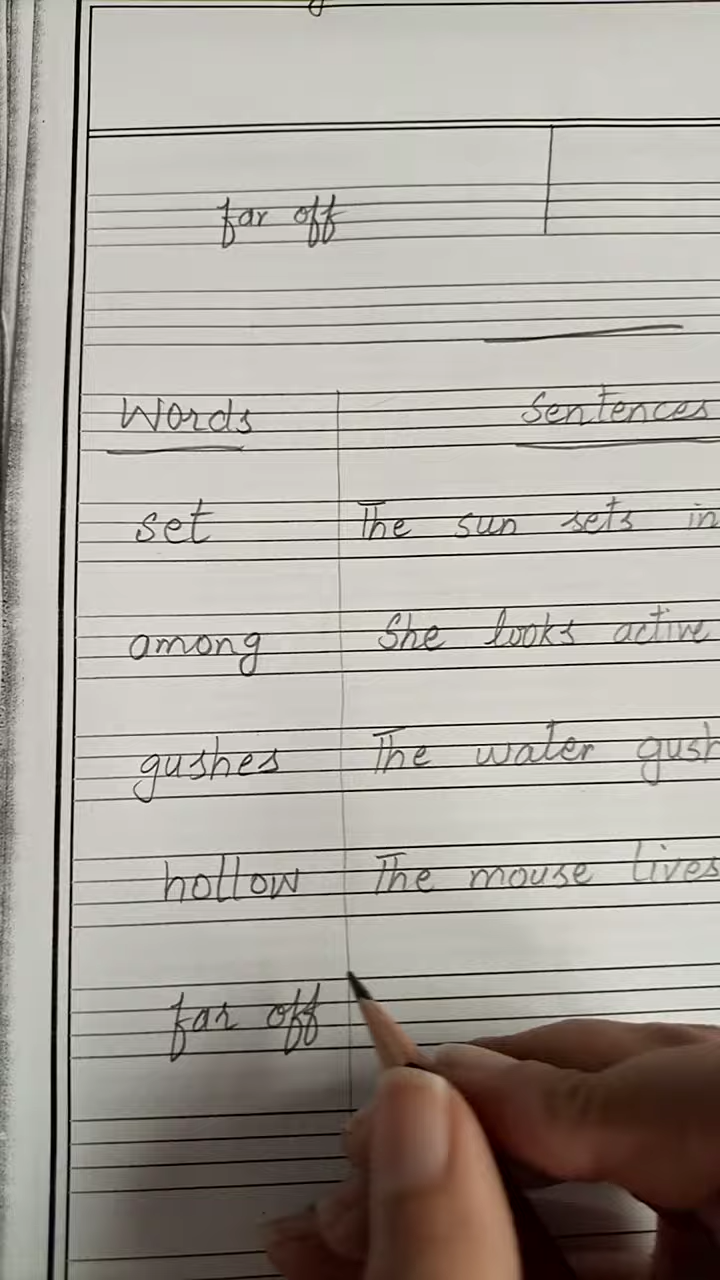 far off
Words Sentences
set The sun sets in
among She looks active
gushes The water gush
hollow The mouse lives
far off